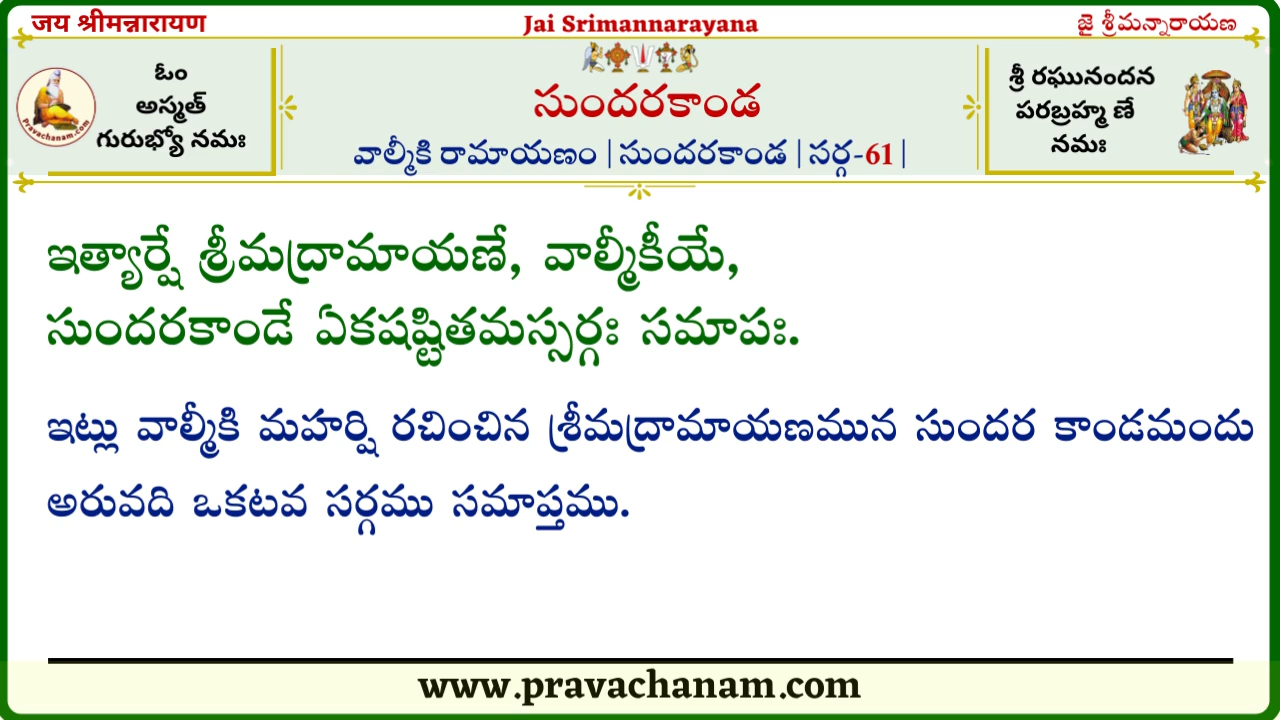 जय श्रीमन्नारायण
Jai Srimannarayana
జై శ్రీమన్నారాయణ
ఓం
అస్మత్
గురుభ్యో నమః
Pravachanam.com
సుందరకాండ
వాల్మీకి రామాయణం | సుందరకాండ | సర్గ-61 |
శ్రీ రఘునందన
పరబ్రహ్మ ణే
నమః
ఇత్యార్షే శ్రీమద్రామాయణే, వాల్మీకీయే,
సుందరకాండే ఏకషష్టితమస్సర్గః సమాపః.
ఇట్లు వాల్మీకి మహర్షి రచించిన శ్రీమద్రామాయణమున సుందర కాండమందు
అరువది ఒకటవ సర్గము సమాప్తము.
www.pravachanam.com